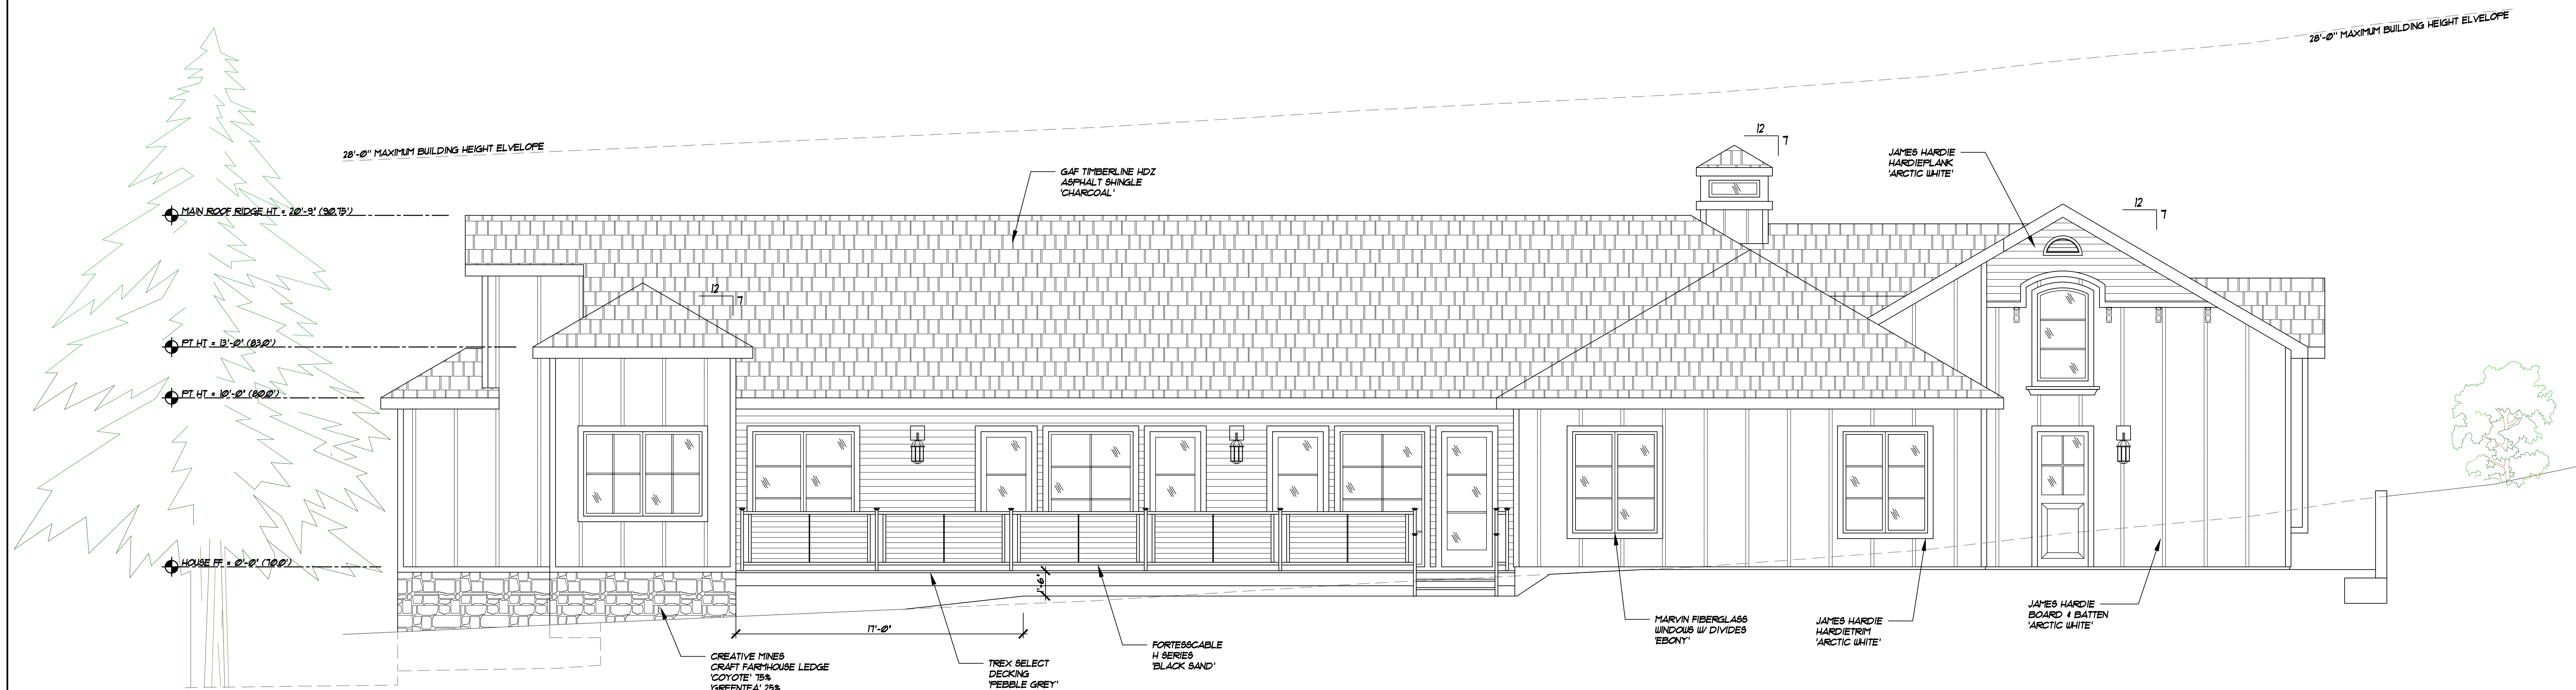 28'-0" MAXIMUM BUILDING HEIGHT ELVELOPE
28'-0" MAXIMUM BUILDING HEIGHT ELVELOPE
12
7
GAF TIMBERLINE HDZ
ASPHALT SHINGLE
'CHARCOAL'
JAMES HARDIE
HARDIEPLANK
'ARCTIC WHITE'
MAIN ROOF RIDGE HT = 20'-9" (90.75')
12
7
12
7
PT HT = 13'-0" (83.0')
PT HT = 10'-0" (80.0')
HOUSE FF = 0'-0" (70.0')
1'-6"
17'-0"
CREATIVE MINES
CRAFT FARMHOUSE LEDGE
'COYOTE' 75%
'GREENTEA' 25%
TREX SELECT
DECKING
'PEBBLE GREY'
FORTESSCABLE
H SERIES
'BLACK SAND'
MARVIN FIBERGLASS
WINDOWS W/ DIVIDES
'EBONY'
JAMES HARDIE
HARDIETRIM
'ARCTIC WHITE'
JAMES HARDIE
BOARD & BATTEN
'ARCTIC WHITE'